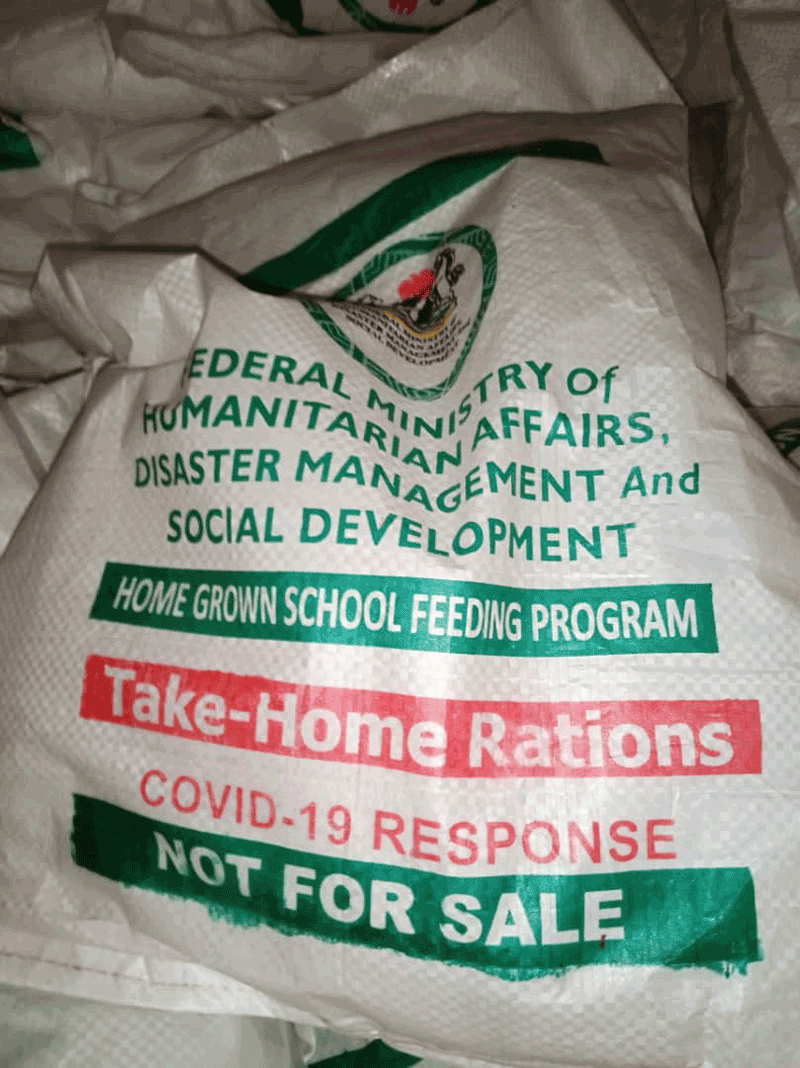 EDERAL MINISTRY Of
HUMANITARIAN AFFAIRS,
DISASTER MANAGEMENT And
SOCIAL DEVELOPMENT
HOME GROWN SCHOOL FEEDING PROGRAM
Take-Home Rations
COVID-19 RESPONSE
NOT FOR SALE